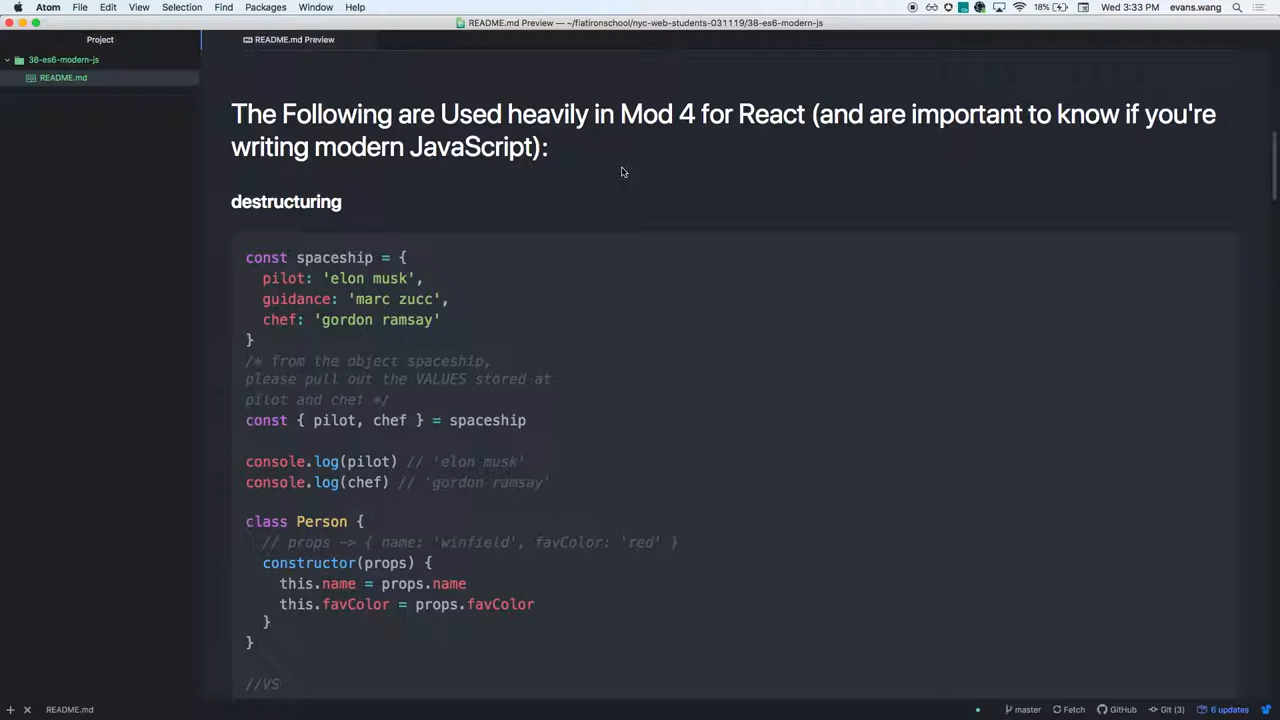 Atom File Edit View Selection Find Packages Window Help 18% Wed 3:33 PM evans.wang
README.md Preview — ~/flatironschool/nyc-web-students-031119/38-es6-modern-js
Project
README.md Preview
38-es6-modern-js
README.md
The Following are Used heavily in Mod 4 for React (and are important to know if you're
writing modern JavaScript):
destructuring
const spaceship = {
pilot: 'elon musk',
guidance: 'marc zucc',
chef: 'gordon ramsay'
}
/* from the object spaceship,
please pull out the VALUES stored at
pilot and chef */
const { pilot, chef } = spaceship
console.log(pilot) // 'elon musk'
console.log(chef) // 'gordon ramsay'
class Person {
// props -> { name: 'winfield', favColor: 'red' }
constructor(props) {
this.name = props.name
this.favColor = props.favColor
}
}
//VS
README.md master Fetch GitHub Git (3) 6 updates